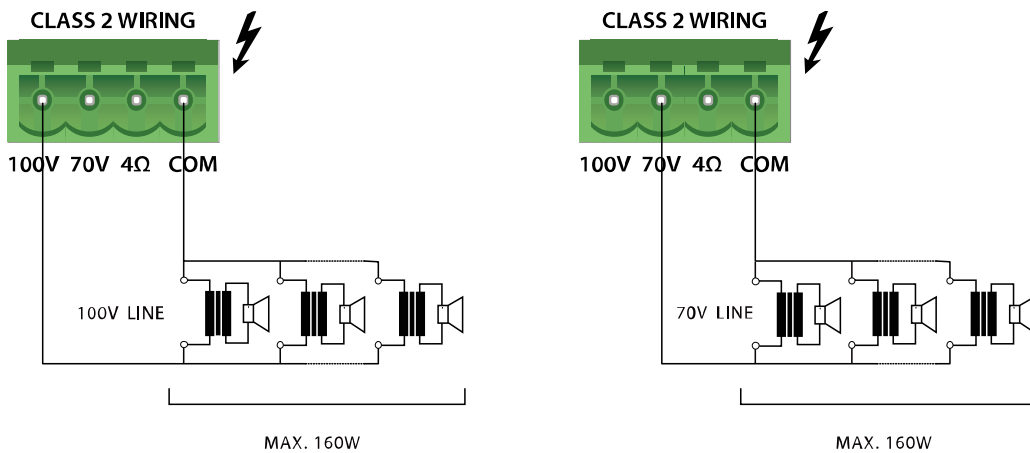 CLASS 2 WIRING
100V 70V 4Ω COM
100V LINE
MAX. 160W
CLASS 2 WIRING
100V 70V 4Ω COM
70V LINE
MAX. 160W